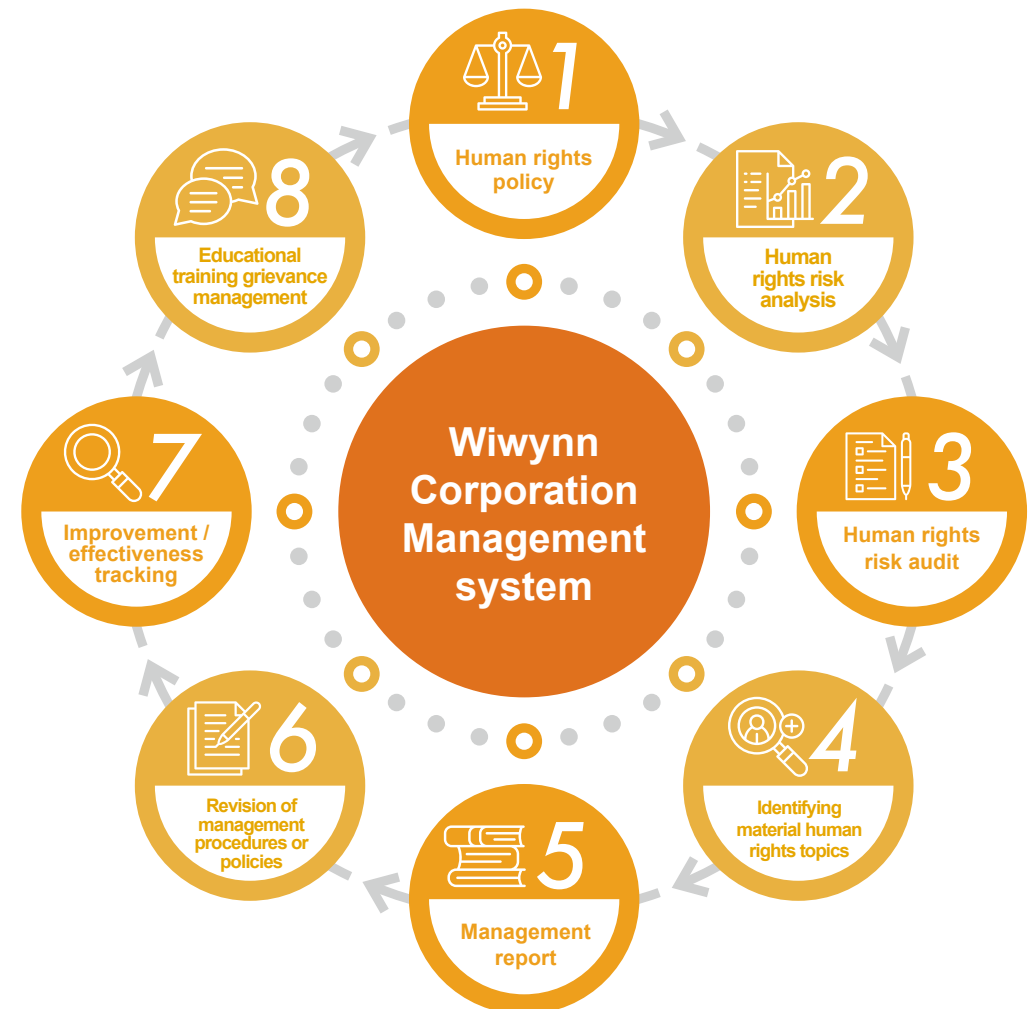 1
Human rights
policy
2
Human
rights risk
analysis
3
Human rights
risk audit
4
Identifying
material human
rights topics
5
Management
report
6
Revision of
management
procedures or
policies
7
Improvement /
effectiveness
tracking
8
Educational
training grievance
management
Wiwynn
Corporation
Management
system